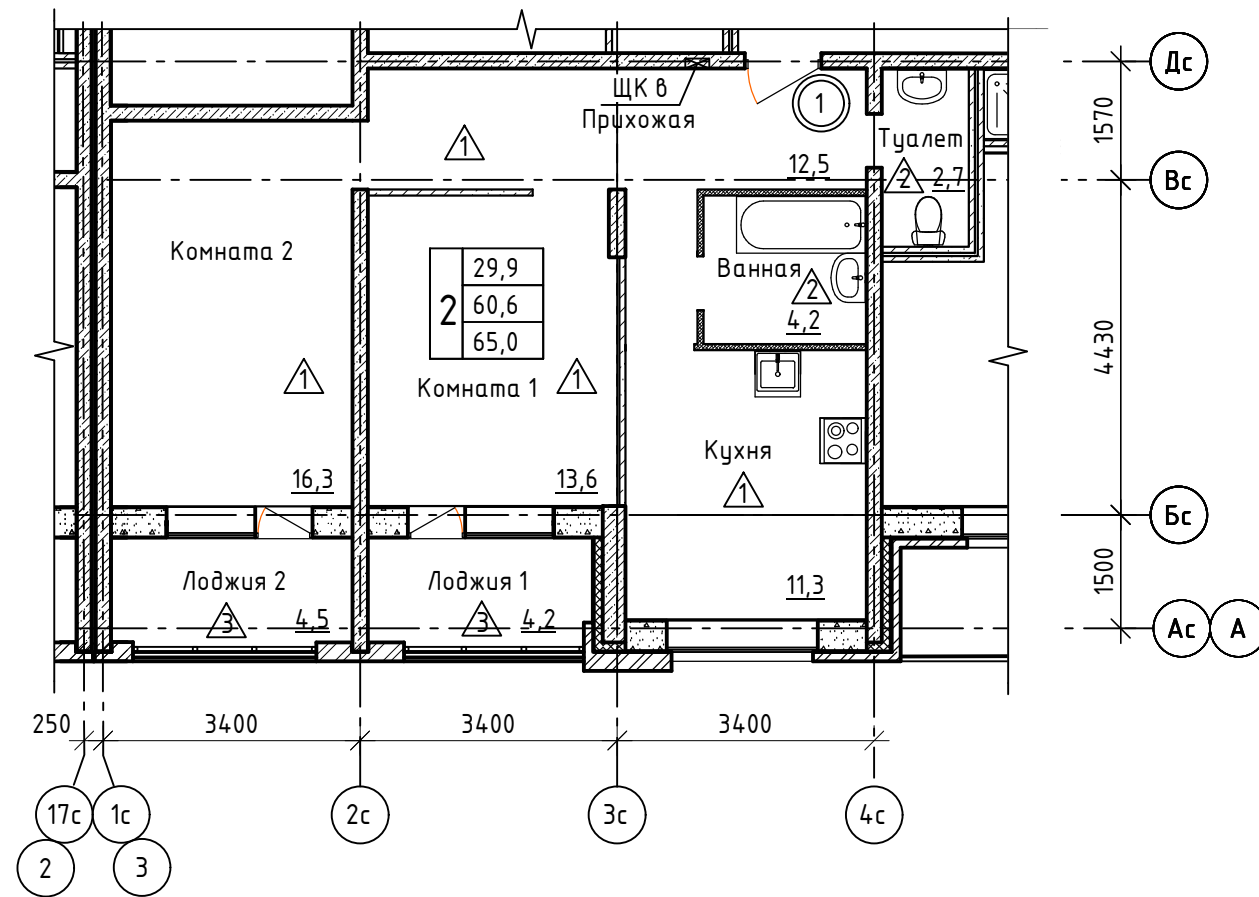 Дс
ЩК в
Прихожая
1
Туалет
1570
1
12,5
2
2,7
Вс
Комната 2
2
29,9
60,6
65,0
Ванная
2
4,2
4430
1
Комната 1
1
Кухня
1
16,3
13,6
Бс
Лоджия 2
Лоджия 1
11,3
1500
3
4,5
3
4,2
Ас
А
250
3400
3400
3400
17с
1с
2с
3с
4с
2
3